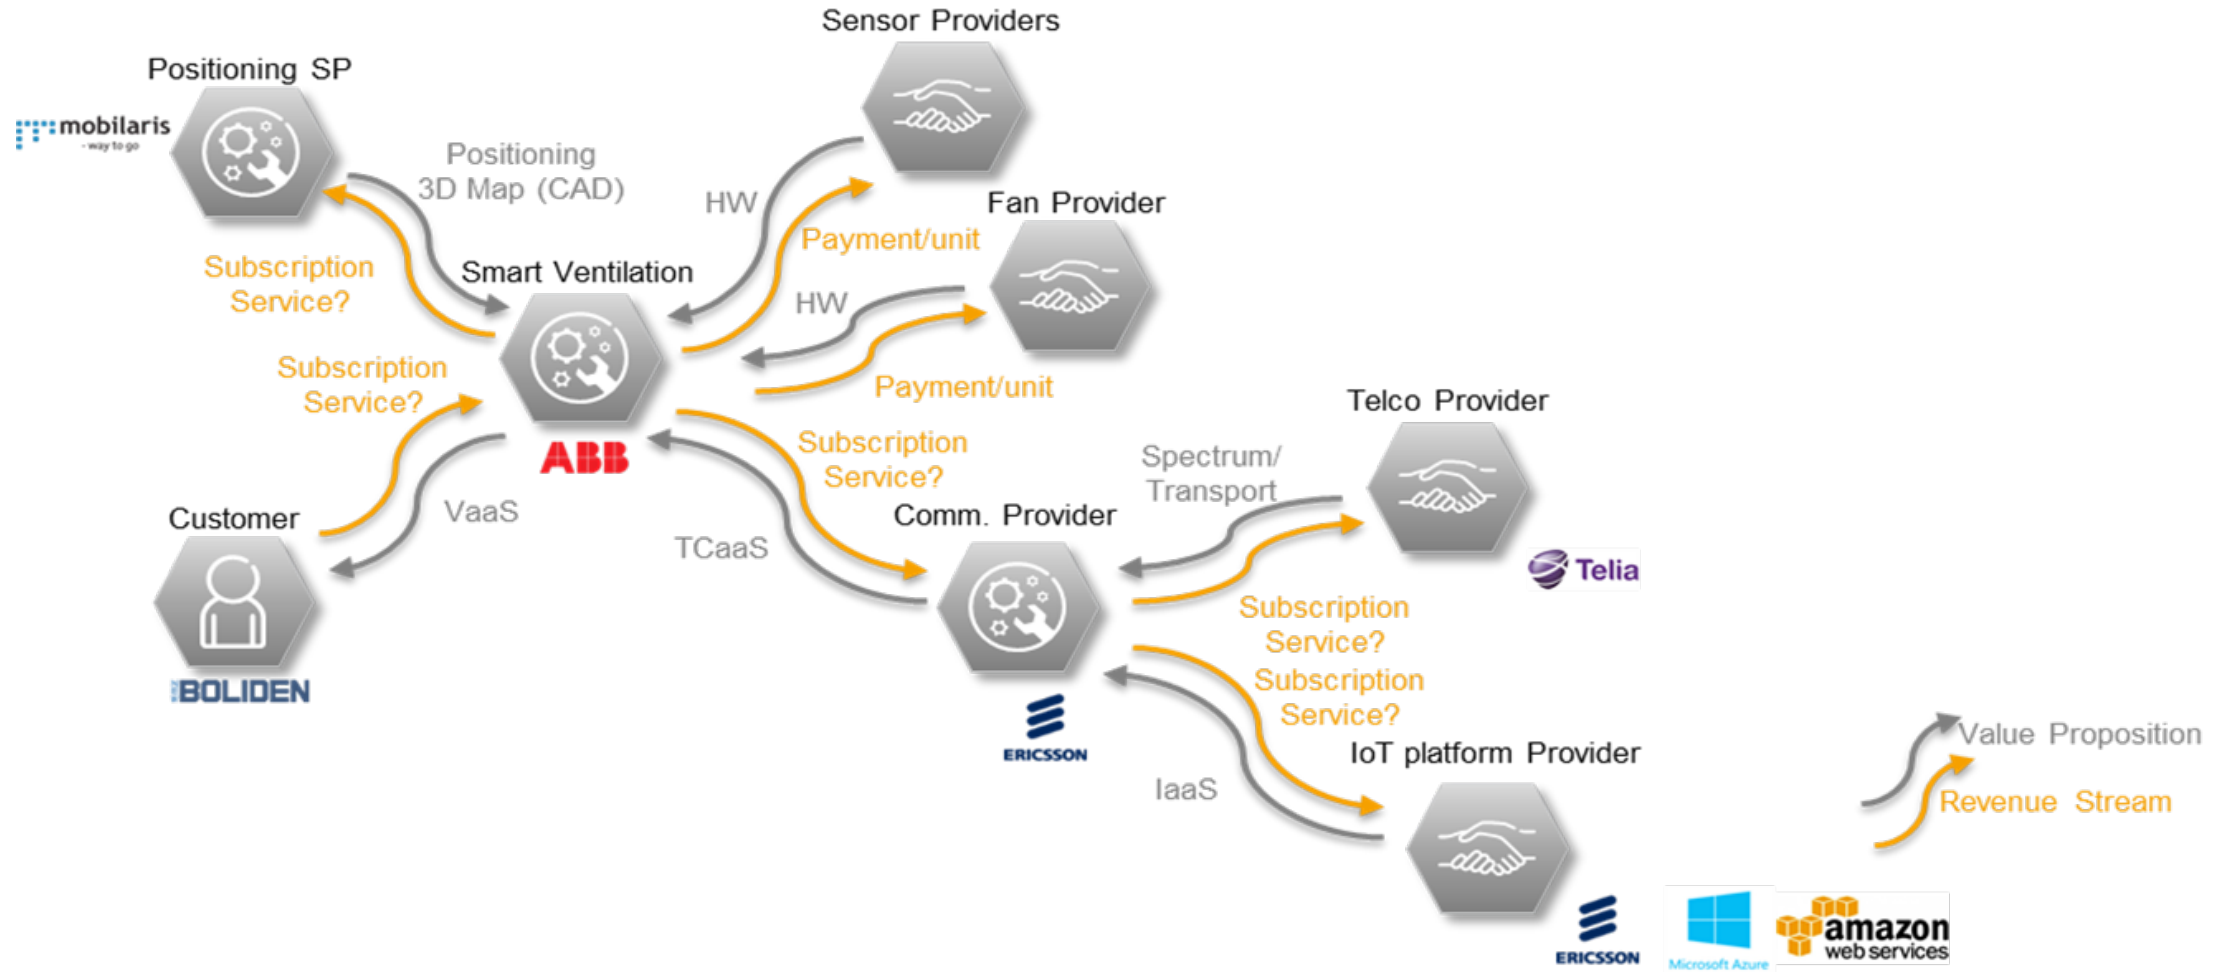 Sensor Providers
Positioning SP
mobilaris
- way to go
Positioning
3D Map (CAD)
HW
Fan Provider
Payment/unit
Subscription
Service?
Smart Ventilation
HW
Subscription
Service?
Payment/unit
ABB
Telco Provider
Subscription
Service?
Spectrum/
Transport
Customer
VaaS
Comm. Provider
TCaaS
Telia
Subscription
Service?
BOLIDEN
Subscription
Service?
ERICSSON
IoT platform Provider
IaaS
Value Proposition
Revenue Stream
ERICSSON
Microsoft Azure
amazon
web services